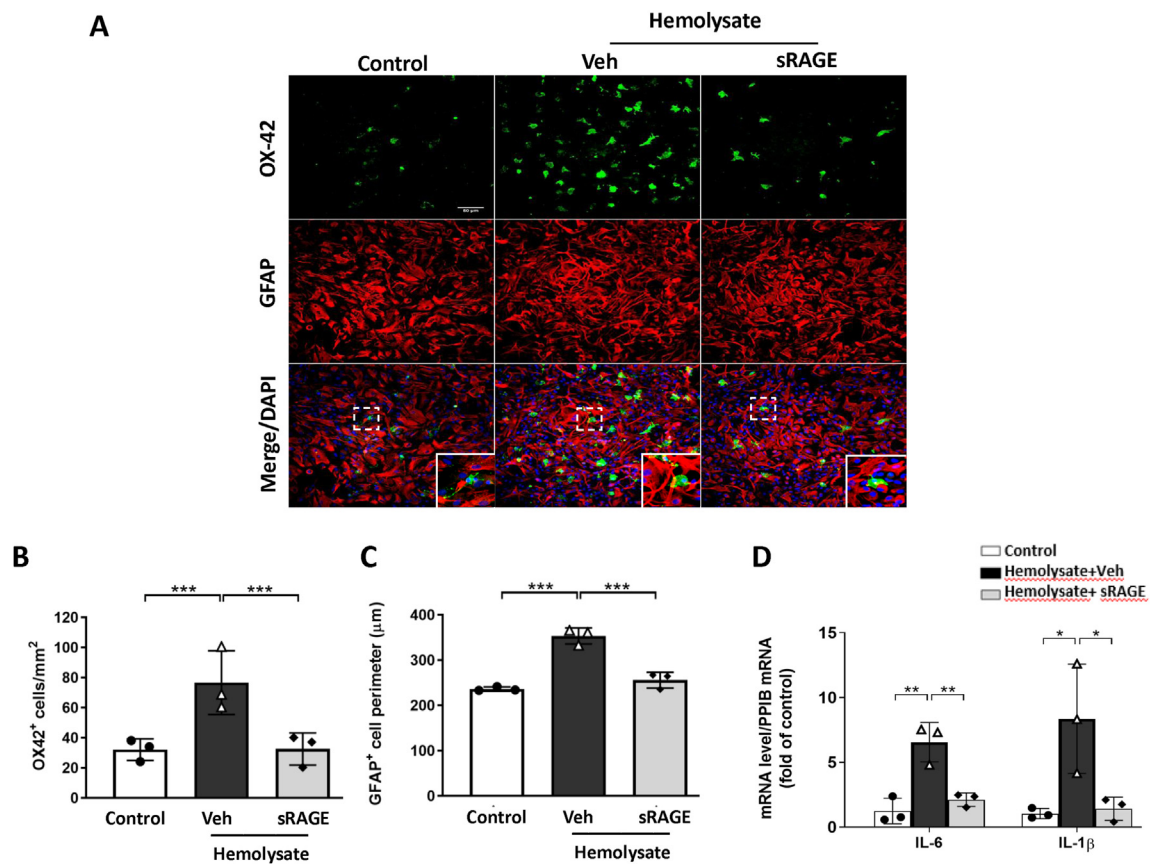 A
Hemolysate
Control
Veh
sRAGE
OX-42
80 μm
GFAP
Merge/DAPI
B
***
***
OX42+ cells/mm2
120
100
80
60
40
20
0
Control
Veh
sRAGE
Hemolysate
C
***
***
GFAP+ cell perimeter (μm)
400
300
200
100
0
Control
Veh
sRAGE
Hemolysate
D
Control
Hemolysate+Veh
Hemolysate+ sRAGE
mRNA level/PPIB mRNA
(fold of control)
15
10
5
0
**
**
*
*
IL-6
IL-1β